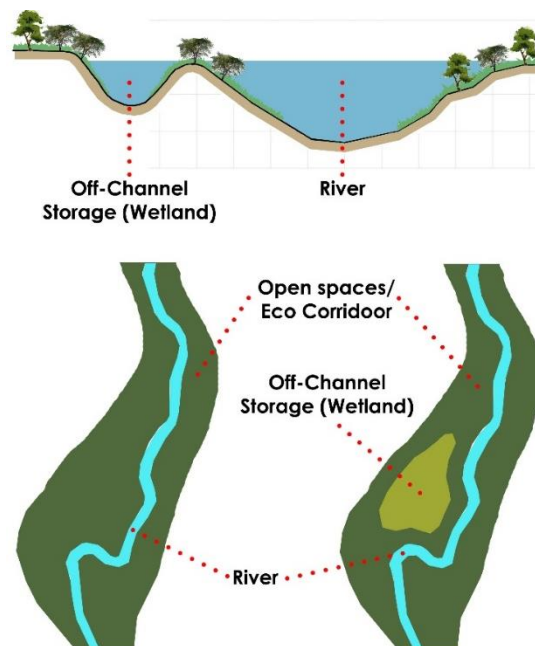 Off-Channel
Storage (Wetland)
River
Open spaces/
Eco Corridoor
Off-Channel
Storage (Wetland)
River